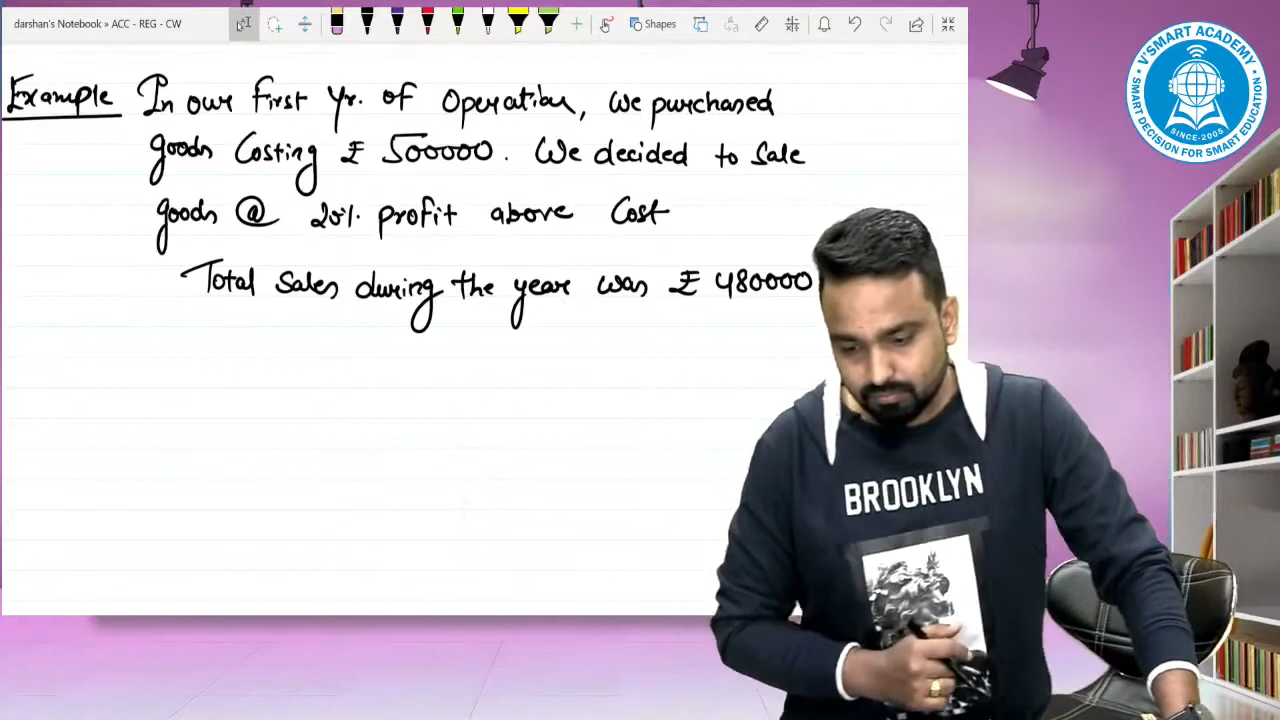 darshan's Notebook » ACC - REG - CW
Shapes
Example In our first Yr. of Operation, we purchased
goods Costing ₹ 500000. We decided to Sale
goods @ 20% profit above Cost
Total Sales during the year was ₹ 480000
V'SMART ACADEMY
SINCE-2005
SMART DECISION FOR SMART EDUCATION
BROOKLYN